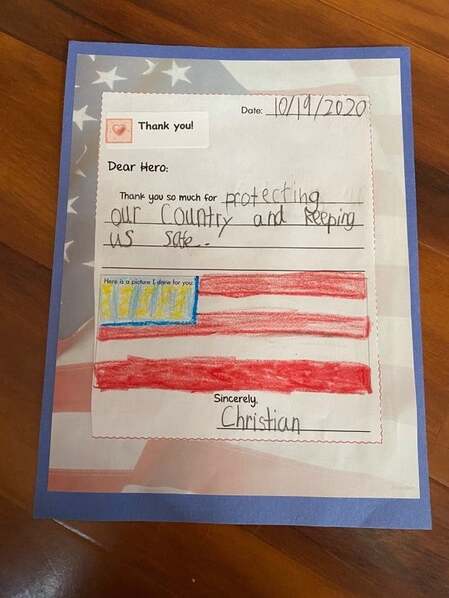 Date: 10/19/2020
Thank you!
Dear Hero:
Thank you so much for protecting
our Country and keeping
us safe.
Here is a picture I done for you
Sincerely,
Christian